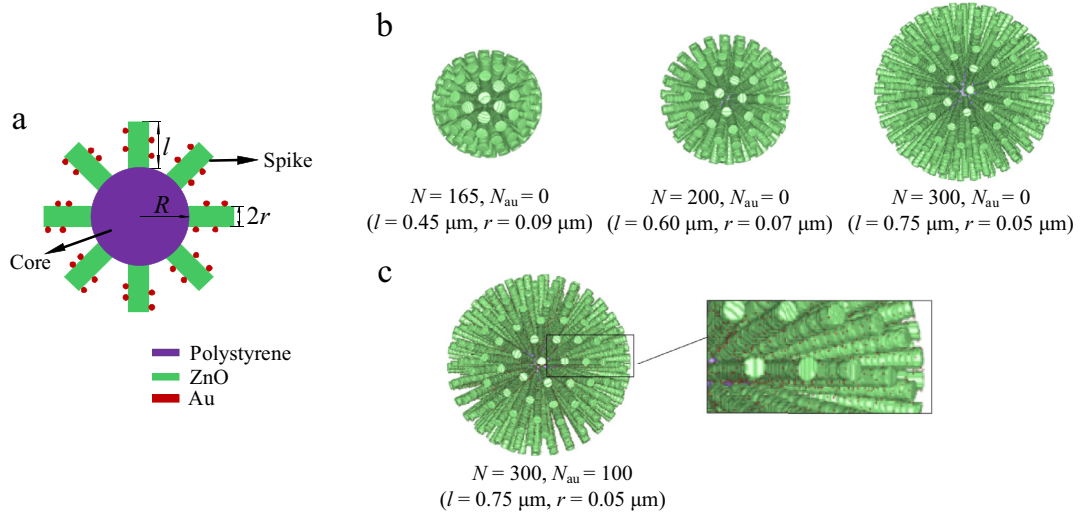 a
l
Spike
R
2r
Core
Polystyrene
ZnO
Au
b
N = 165, Nau = 0
(l = 0.45 μm, r = 0.09 μm)
N = 200, Nau = 0
(l = 0.60 μm, r = 0.07 μm)
N = 300, Nau = 0
(l = 0.75 μm, r = 0.05 μm)
c
N = 300, Nau = 100
(l = 0.75 μm, r = 0.05 μm)